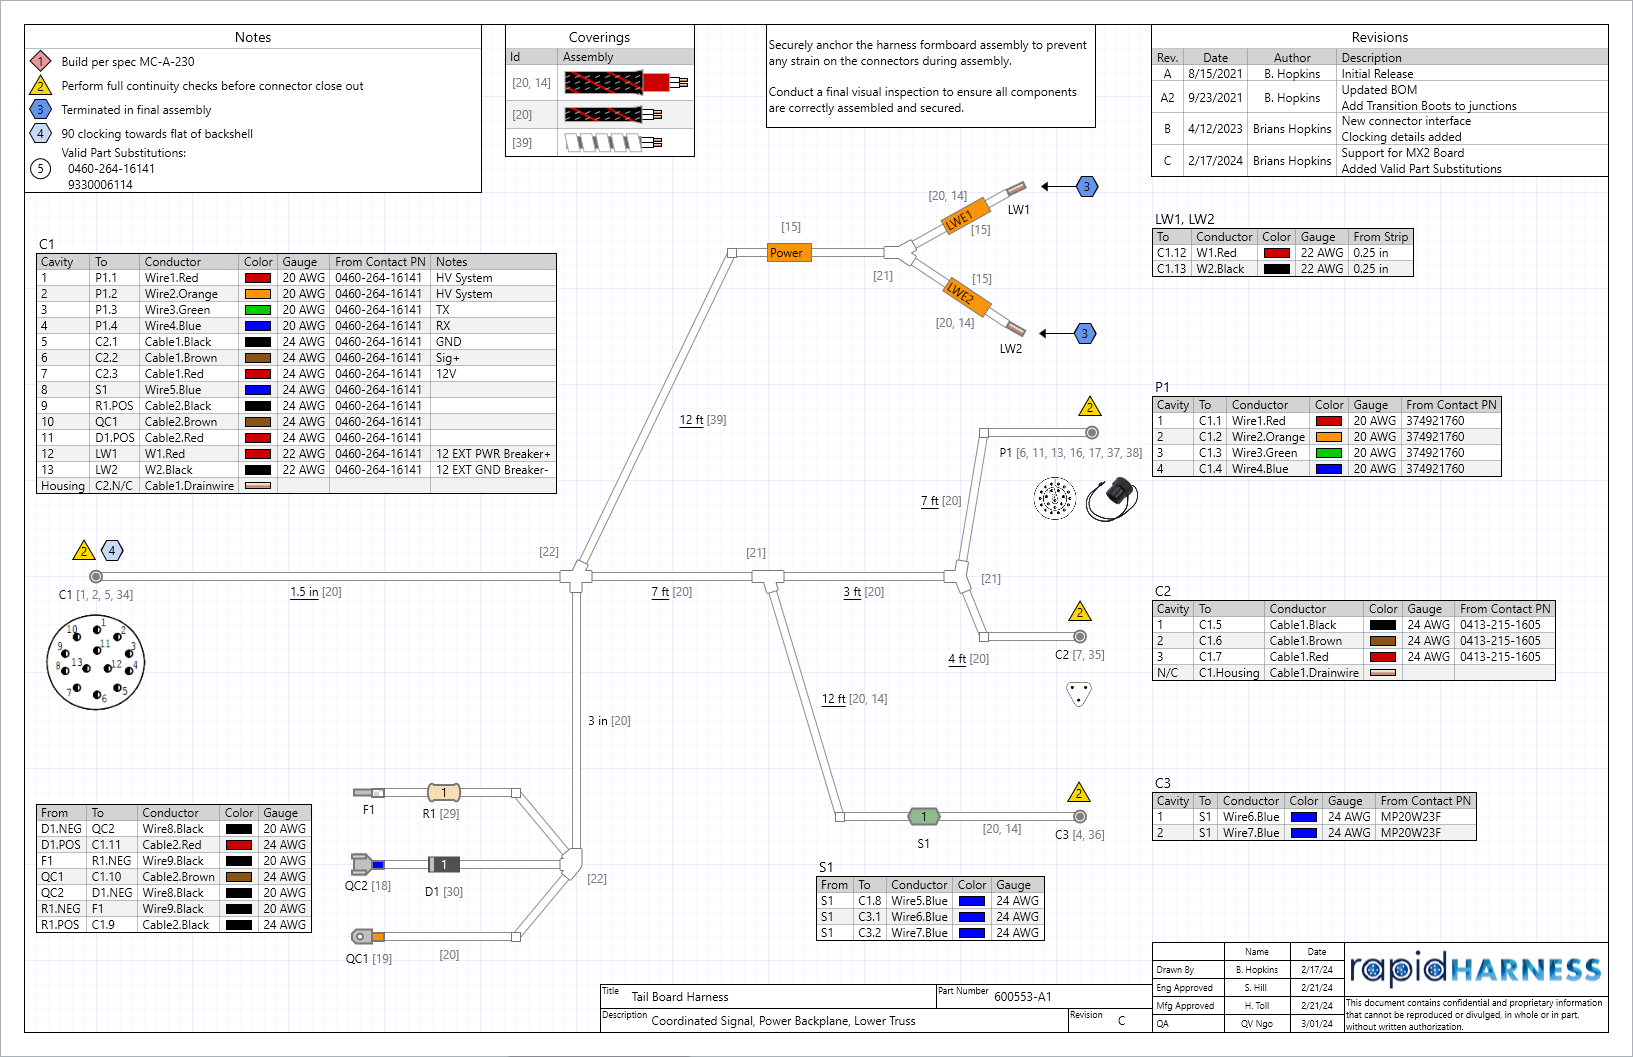 Notes
1 Build per spec MC-A-230
2 Perform full continuity checks before connector close out
3 Terminated in final assembly
4 90 clocking towards flat of backshell
Valid Part Substitutions:
5 0460-264-16141
9330006114
Coverings
Id Assembly
[20, 14]
[20]
[39]
Securely anchor the harness formboard assembly to prevent
any strain on the connectors during assembly.
Conduct a final visual inspection to ensure all components
are correctly assembled and secured.
Revisions
Rev. Date Author Description
A 8/15/2021 B. Hopkins Initial Release
A2 9/23/2021 B. Hopkins Updated BOM
Add Transition Boots to junctions
B 4/12/2023 Brians Hopkins New connector interface
Clocking details added
C 2/17/2024 Brians Hopkins Support for MX2 Board
Added Valid Part Substitutions
C1
Cavity To Conductor Color Gauge From Contact PN Notes
1 P1.1 Wire1.Red 20 AWG 0460-264-16141 HV System
2 P1.2 Wire2.Orange 20 AWG 0460-264-16141 HV System
3 P1.3 Wire3.Green 20 AWG 0460-264-16141 TX
4 P1.4 Wire4.Blue 20 AWG 0460-264-16141 RX
5 C2.1 Cable1.Black 24 AWG 0460-264-16141 GND
6 C2.2 Cable1.Brown 24 AWG 0460-264-16141 Sig+
7 C2.3 Cable1.Red 24 AWG 0460-264-16141 12V
8 S1 Wire5.Blue 24 AWG 0460-264-16141
9 R1.POS Cable2.Black 24 AWG 0460-264-16141
10 QC1 Cable2.Brown 24 AWG 0460-264-16141
11 D1.POS Cable2.Red 24 AWG 0460-264-16141
12 LW1 W1.Red 22 AWG 0460-264-16141 12 EXT PWR Breaker+
13 LW2 W2.Black 22 AWG 0460-264-16141 12 EXT GND Breaker-
Housing C2.N/C Cable1.Drainwire
[15]
Power
[21]
[20, 14]
LWE1
[15]
LW1
3
[15]
LWE2
[20, 14]
LW2
3
LW1, LW2
To Conductor Color Gauge From Strip
C1.12 W1.Red 22 AWG 0.25 in
C1.13 W2.Black 22 AWG 0.25 in
12 ft [39]
2
P1 [6, 11, 13, 16, 17, 37, 38]
7 ft [20]
P1
Cavity To Conductor Color Gauge From Contact PN
1 C1.1 Wire1.Red 20 AWG 374921760
2 C1.2 Wire2.Orange 20 AWG 374921760
3 C1.3 Wire3.Green 20 AWG 374921760
4 C1.4 Wire4.Blue 20 AWG 374921760
2 4
C1 [1, 2, 5, 34]
1.5 in [20]
[22]
7 ft [20]
[21]
3 ft [20]
[21]
10 1 2
9 11 3
8 13 12 4
7 6 5
2
C2 [7, 35]
4 ft [20]
C2
Cavity To Conductor Color Gauge From Contact PN
1 C1.5 Cable1.Black 24 AWG 0413-215-1605
2 C1.6 Cable1.Brown 24 AWG 0413-215-1605
3 C1.7 Cable1.Red 24 AWG 0413-215-1605
N/C C1.Housing Cable1.Drainwire
12 ft [20, 14]
3 in [20]
F1
1
R1 [29]
QC2 [18]
1
D1 [30]
[22]
QC1 [19]
[20]
1
S1
[20, 14]
2
C3 [4, 36]
C3
Cavity To Conductor Color Gauge From Contact PN
1 S1 Wire6.Blue 24 AWG MP20W23F
2 S1 Wire7.Blue 24 AWG MP20W23F
From To Conductor Color Gauge
D1.NEG QC2 Wire8.Black 20 AWG
D1.POS C1.11 Cable2.Red 24 AWG
F1 R1.NEG Wire9.Black 20 AWG
QC1 C1.10 Cable2.Brown 24 AWG
QC2 D1.NEG Wire8.Black 20 AWG
R1.NEG F1 Wire9.Black 20 AWG
R1.POS C1.9 Cable2.Black 24 AWG
S1
From To Conductor Color Gauge
S1 C1.8 Wire5.Blue 24 AWG
S1 C3.1 Wire6.Blue 24 AWG
S1 C3.2 Wire7.Blue 24 AWG
Title Tail Board Harness Part Number 600553-A1
Description Coordinated Signal, Power Backplane, Lower Truss Revision C
Name Date
Drawn By B. Hopkins 2/17/24
Eng Approved S. Hill 2/21/24
Mfg Approved H. Toll 2/21/24
QA QV Ngo 3/01/24
rapidHARNESS
This document contains confidential and proprietary information
that cannot be reproduced or divulged, in whole or in part,
without written authorization.